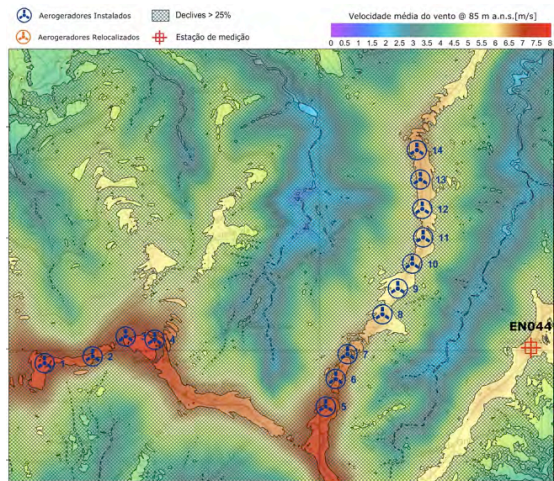 Aerogeradores Instalados
Declives > 25%
Velocidade média do vento @ 85 m a.n.s.[m/s]
Aerogeradores Relocalizados
Estação de medição
0 0.5 1 1.5 2 2.5 3 3.5 4 4.5 5 5.5 6 6.5 7 7.5 8
14
13
12
11
10
9
8
EN044
3
4
2
7
1
6
5